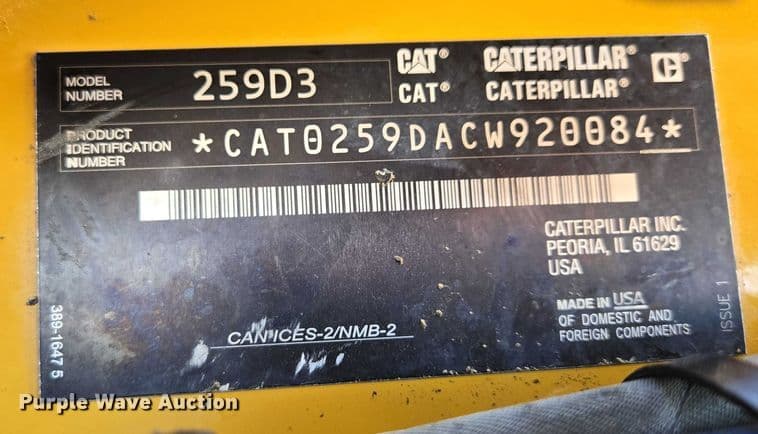 MODEL NUMBER 259D3
CAT® CATERPILLAR® C
CAT® CATERPILLAR®
PRODUCT IDENTIFICATION NUMBER *CAT0259DACW920084*
CATERPILLAR INC.
PEORIA, IL 61629
USA
MADE IN USA
OF DOMESTIC AND
FOREIGN COMPONENTS
CAN ICES-2/NMB-2
389-1647 5
ISSUE 1
Purple Wave Auction